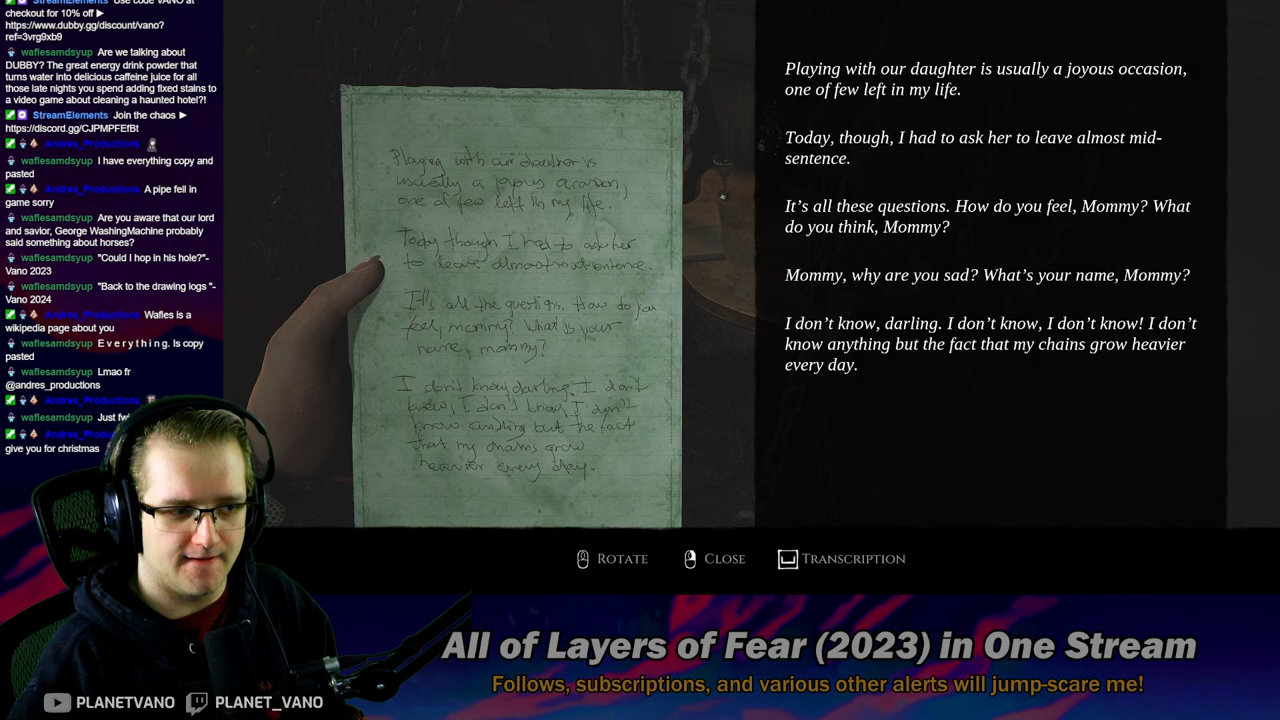 StreamElements Use code VANO at
checkout for 10% off ▶
https://www.dubby.gg/discount/vano?
ref=3vrg9xb9
waflesamdsyup Are we talking about
DUBBY? The great energy drink powder that
turns water into delicious caffeine juice for all
those late nights you spend adding fixed stains to
a video game about cleaning a haunted hotel?!
StreamElements Join the chaos ▶
https://discord.gg/CJPMPFEfBt
Andres_Productions
waflesamdsyup I have everything copy and
pasted
Andres_Productions A pipe fell in
game sorry
waflesamdsyup Are you aware that our lord
and savior, George WashingMachine probably
said something about horses?
waflesamdsyup "Could I hop in his hole?"-
Vano 2023
waflesamdsyup "Back to the drawing logs "-
Vano 2024
Andres_Productions Wafles is a
wikipedia page about you
waflesamdsyup E v e r y t h i n g. Is copy
pasted
waflesamdsyup Lmao fr
@andres_productions
Andres_Productions
waflesamdsyup Just
give you for christmas
Playing with our daughter is
usually a joyous occasion,
one of few left in my life.
Today though I had to ask her
to leave almost mid-sentence.
It's all the questions. How do you
feel, mommy? What is your
name, mommy?
I don't know darling. I don't
know, I don't know, I don't
know anything but the fact
that my chains grow
heavier every day.
Playing with our daughter is usually a joyous occasion,
one of few left in my life.
Today, though, I had to ask her to leave almost mid-
sentence.
It's all these questions. How do you feel, Mommy? What
do you think, Mommy?
Mommy, why are you sad? What's your name, Mommy?
I don't know, darling. I don't know, I don't know! I don't
know anything but the fact that my chains grow heavier
every day.
ROTATE CLOSE TRANSCRIPTION
All of Layers of Fear (2023) in One Stream
Follows, subscriptions, and various other alerts will jump-scare me!
PLANETVANO PLANET_VANO